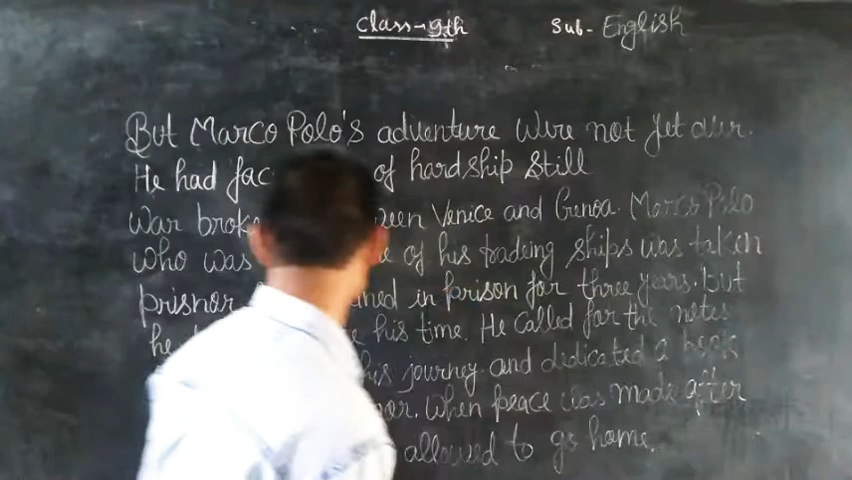 Class-9th Sub- English
But Marco Polo's adventure were not yet over.
He had fac of hardship still
War broke ween Venice and Genoa. Marco Polo
who was e of his trading ships was taken
prisnor ned in prison for three years. but
he his time. He called for the notes
his journey and dedicated a book
nor. when peace was made after
allowed to go home.